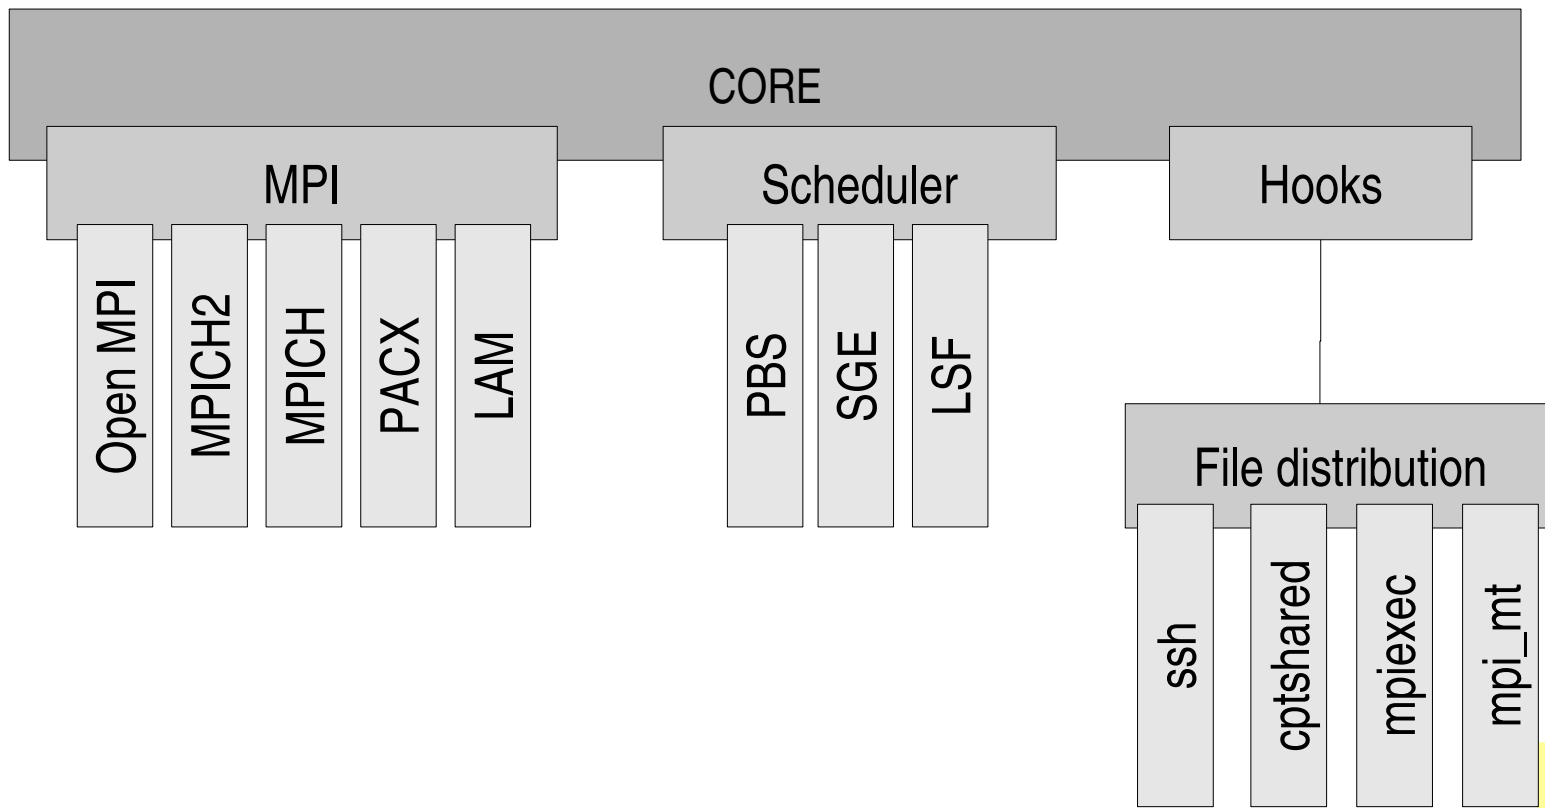 CORE
MPI
Scheduler
Hooks
Open MPI
MPICH2
MPICH
PACX
LAM
PBS
SGE
LSF
File distribution
ssh
cptshared
mpiexec
mpi_mt